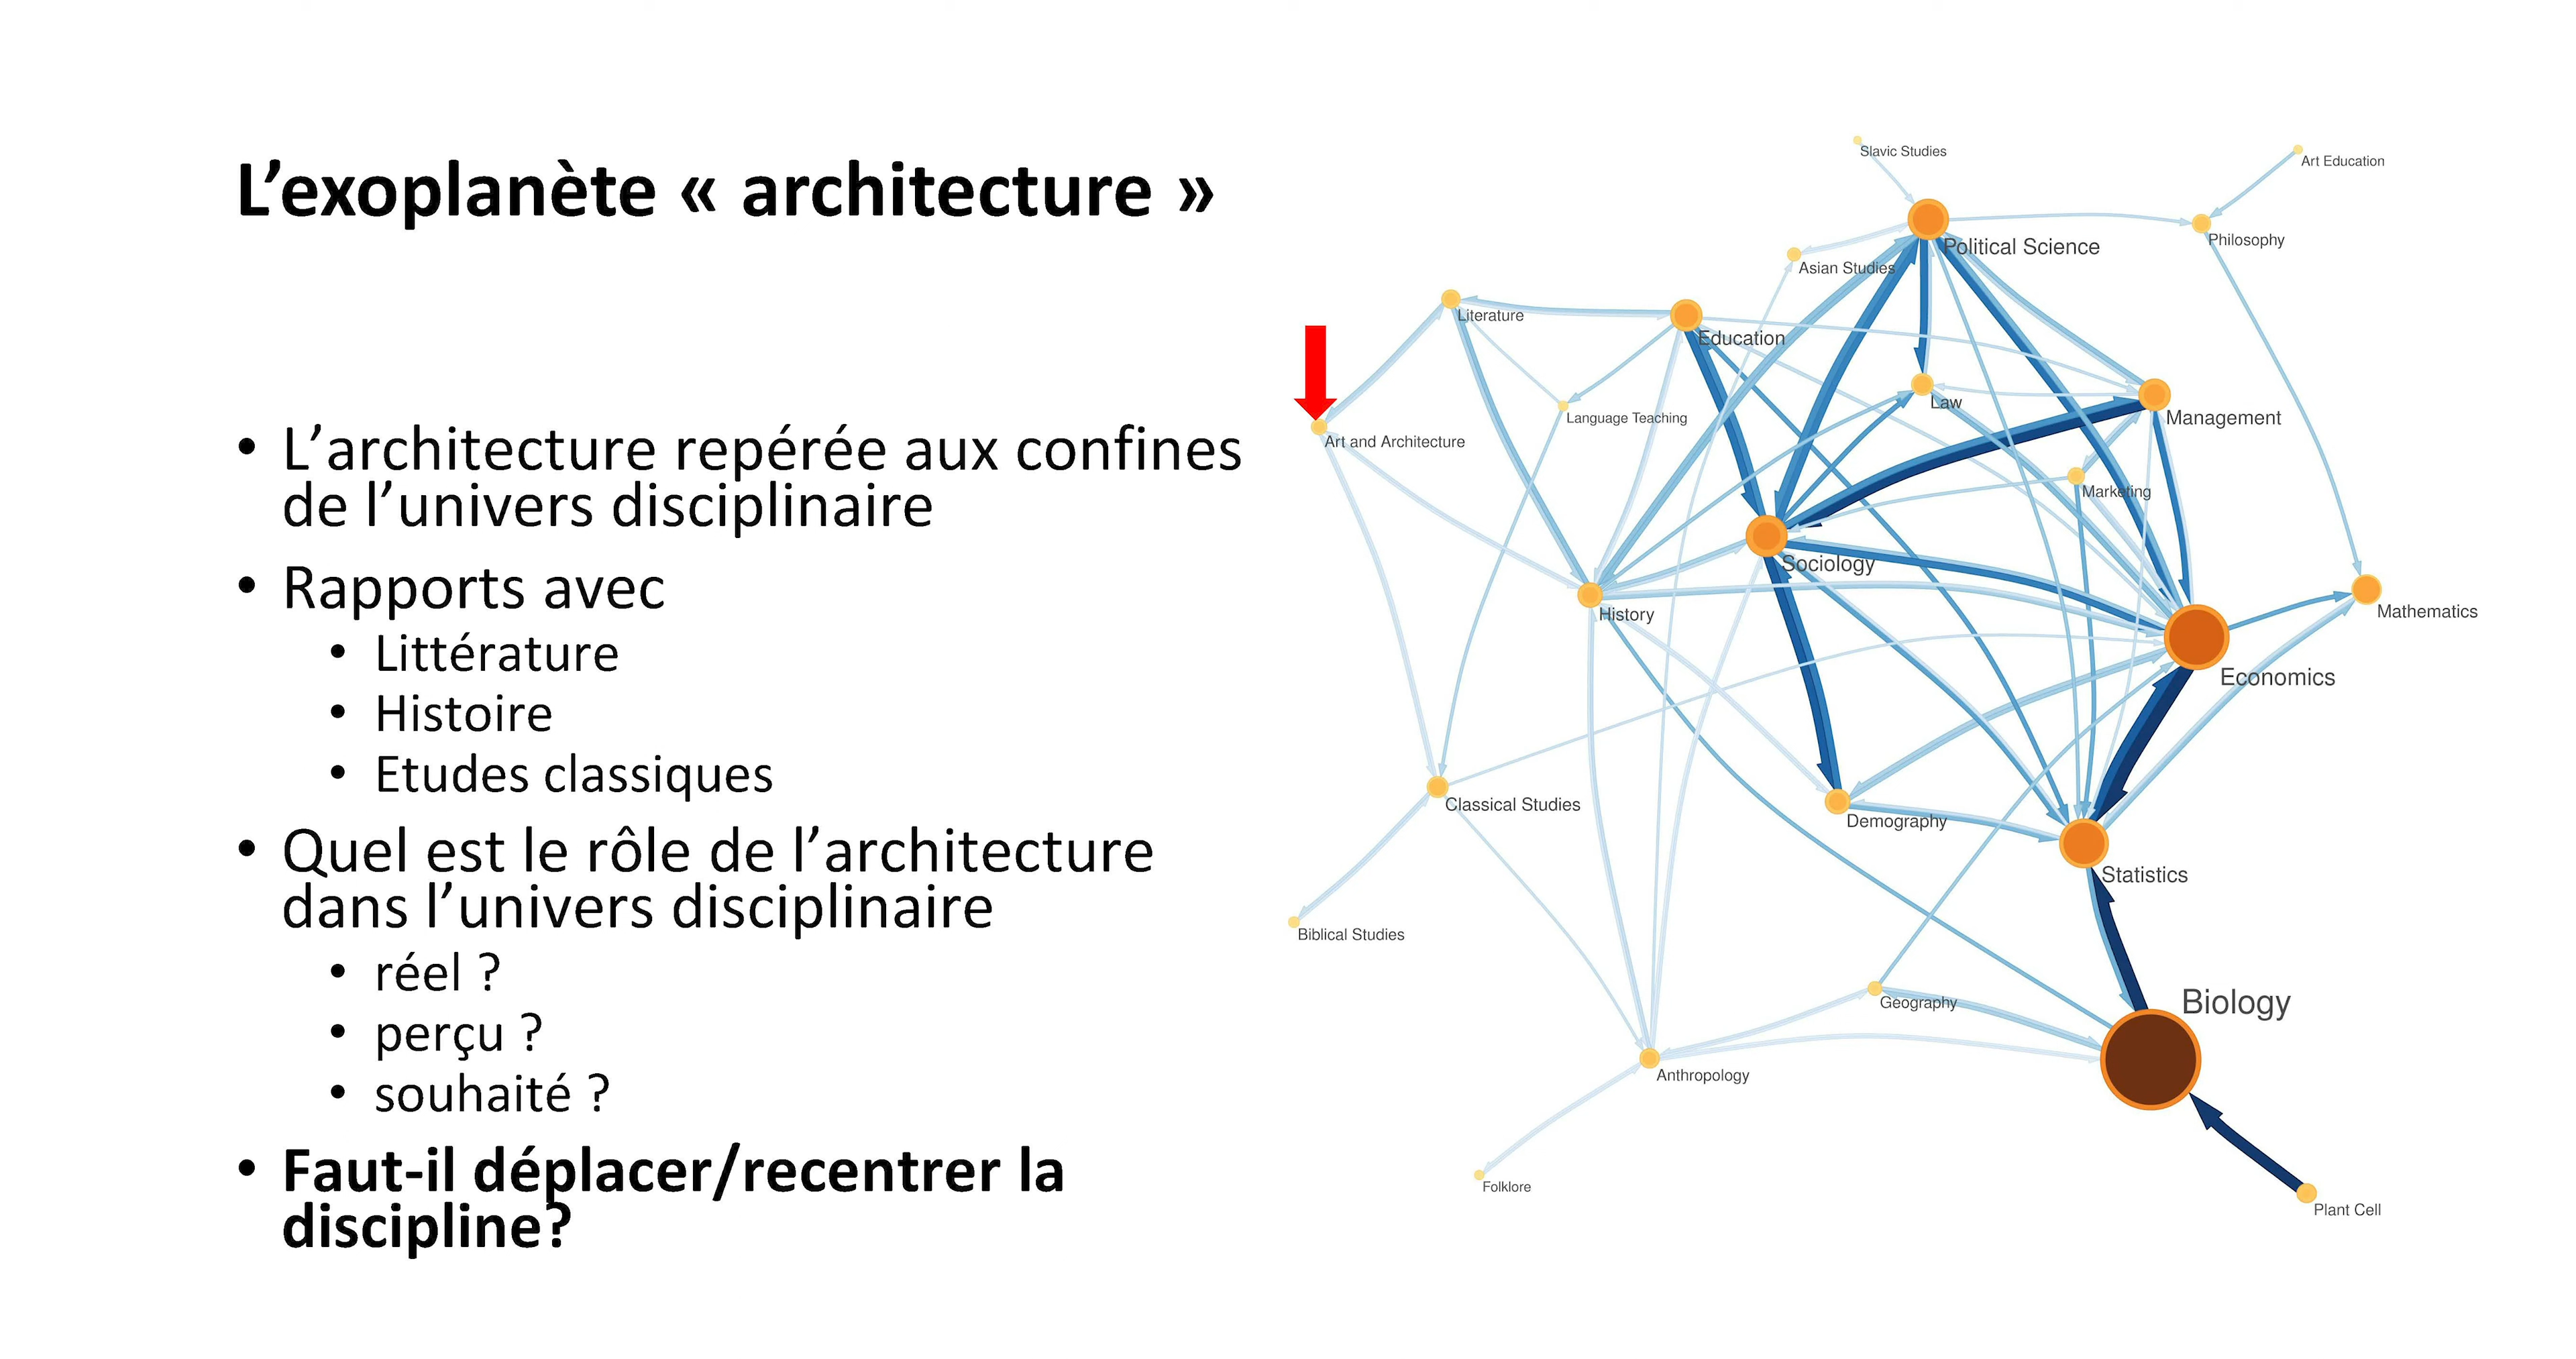 L’exoplanète « architecture »
• L’architecture repérée aux confines
de l’univers disciplinaire
• Rapports avec
• Littérature
• Histoire
• Etudes classiques
• Quel est le rôle de l’architecture
dans l’univers disciplinaire
• réel ?
• perçu ?
• souhaité ?
• Faut-il déplacer/recentrer la
discipline?
Slavic Studies
Art Education
Political Science
Philosophy
Asian Studies
Literature
Education
Law
Management
Language Teaching
Art and Architecture
Marketing
Sociology
History
Mathematics
Economics
Classical Studies
Demography
Statistics
Biblical Studies
Geography
Biology
Anthropology
Folklore
Plant Cell